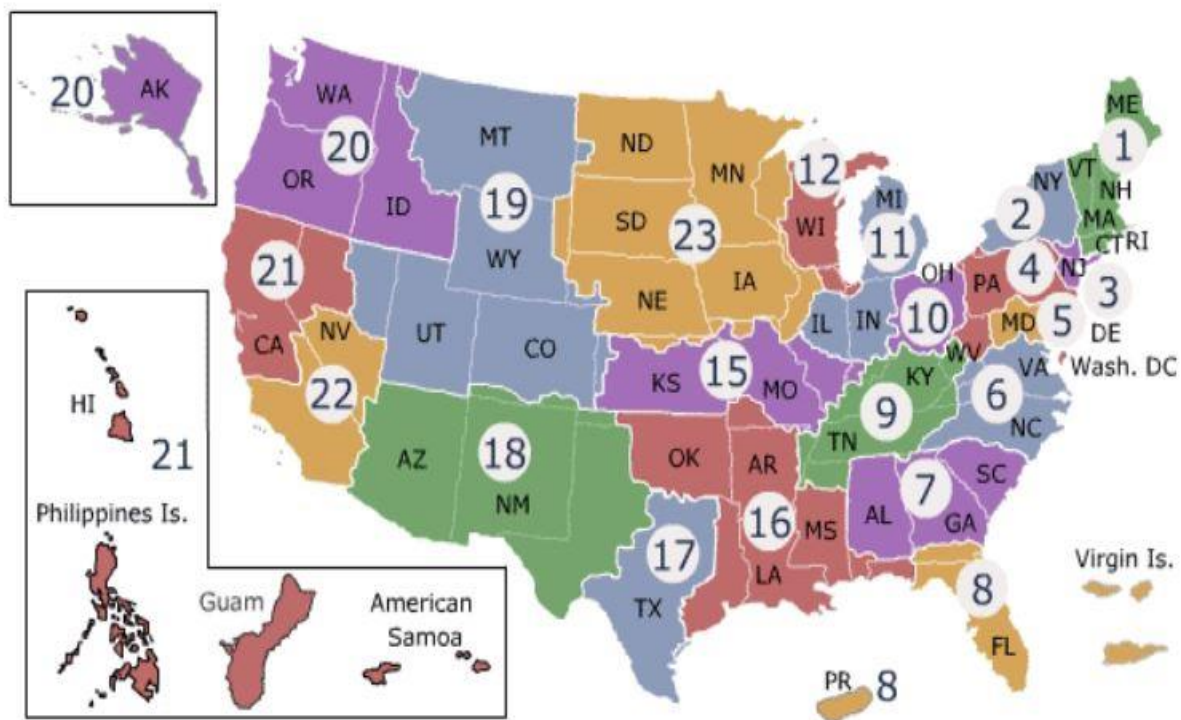 20
AK
WA
20
OR
ID
MT
19
WY
ND
MN
SD
23
NE
IA
12
WI
MI
11
ME
1
VT
NH
NY
2
MA
CT
RI
4
NJ
PA
3
OH
10
MD
5
DE
WV
Wash. DC
VA
6
NC
IL
IN
KY
9
TN
21
CA
NV
22
UT
CO
KS
15
MO
AZ
18
NM
OK
AR
16
MS
LA
17
TX
AL
7
SC
GA
8
FL
HI
21
Philippines Is.
Guam
American
Samoa
Virgin Is.
PR
8